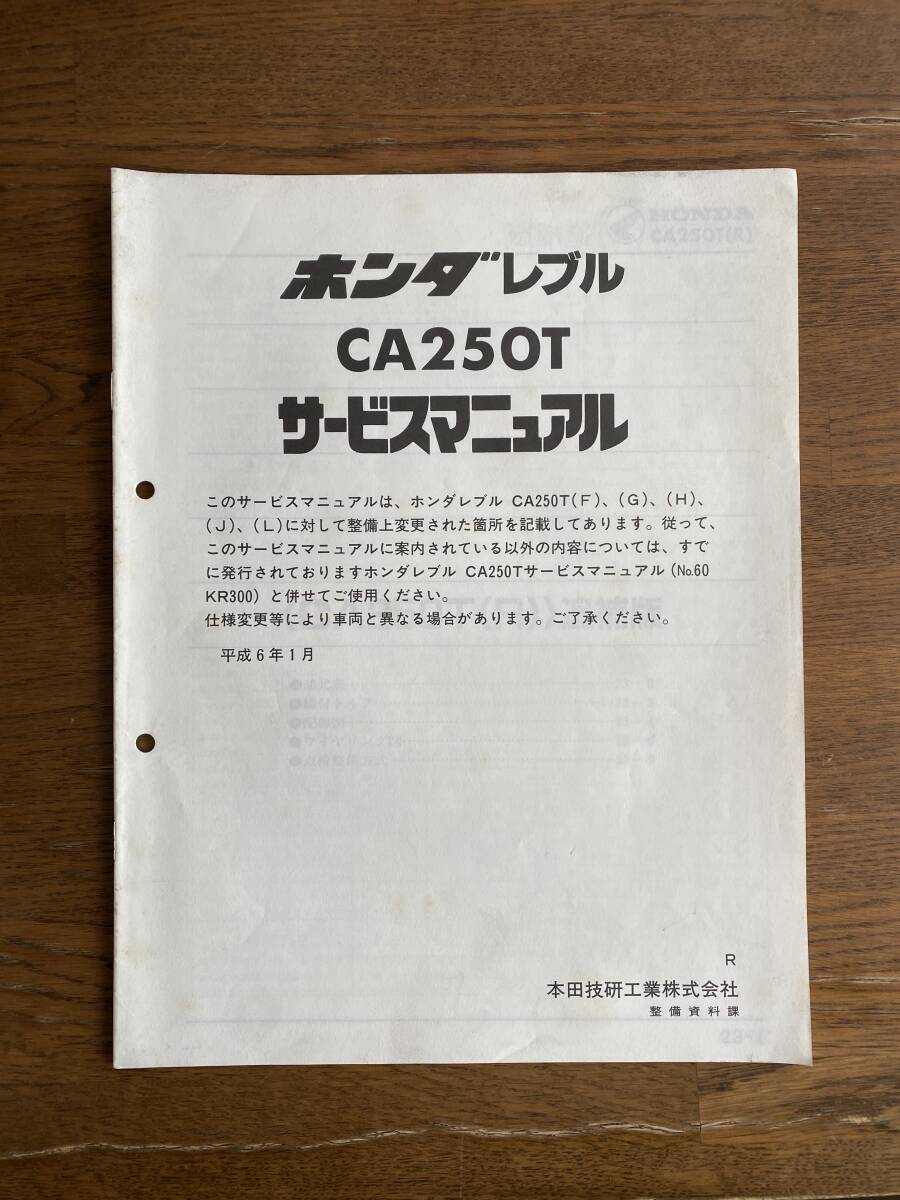 ホンダレブル
CA250T
サービスマニュアル
このサービスマニュアルは、ホンダレブル CA250T(F)、(G)、(H)、
(J)、(L)に対して整備上変更された箇所を記載してあります。従って、
このサービスマニュアルに案内されている以外の内容については、すで
に発行されておりますホンダレブル CA250Tサービスマニュアル(No.60
KR300) と併せてご使用ください。
仕様変更等により車両と異なる場合があります。ご了承ください。
平成6年1月
R
本田技研工業株式会社
整備資料課
HONDA
CA250T(R)